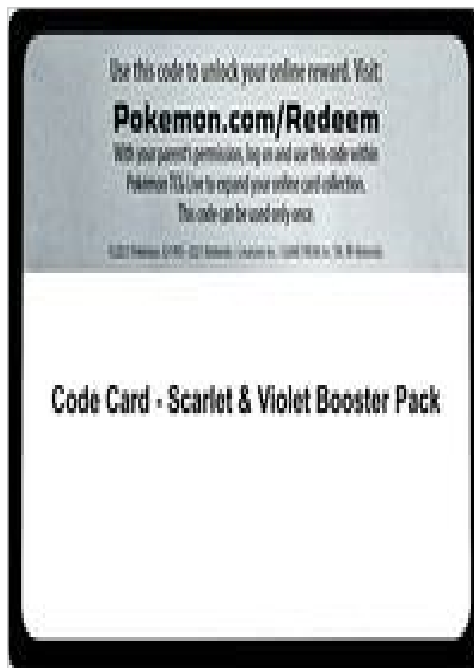 Use this code to unlock your online reward. Visit:
Pokemon.com/Redeem
With your parent's permission, log on and use this code within
Pokémon TCG Live to expand your online card collection.
This code can be used only once.
Code Card - Scarlet & Violet Booster Pack